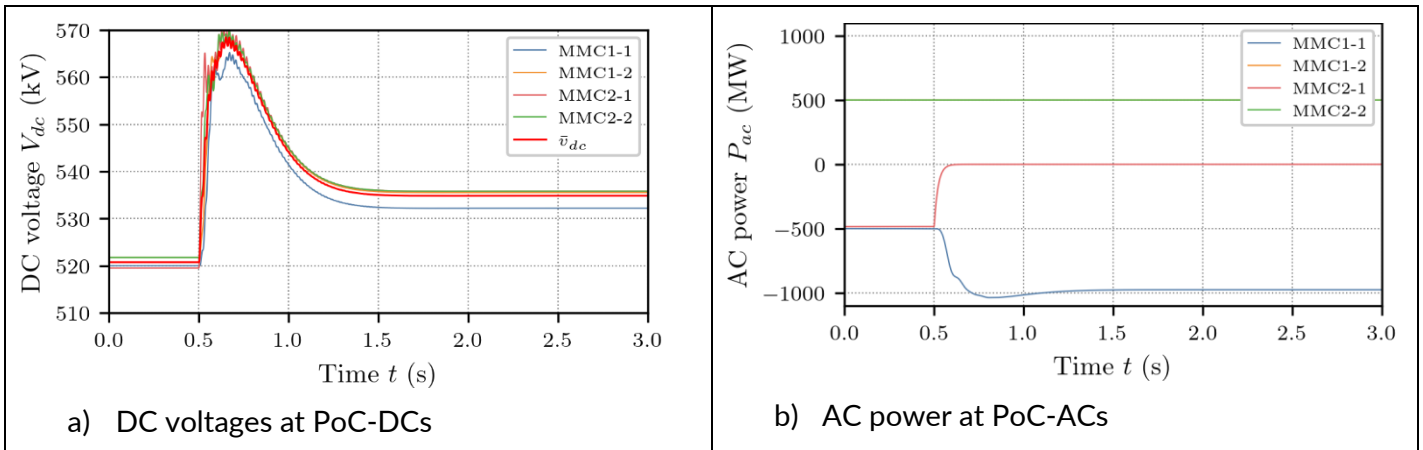 570
560
550
540
530
520
510
DC voltage V_dc (kV)
MMC1-1
MMC1-2
MMC2-1
MMC2-2
v̄_dc
0.0 0.5 1.0 1.5 2.0 2.5 3.0
Time t (s)
a) DC voltages at PoC-DCs
1000
500
0
−500
−1000
AC power P_ac (MW)
MMC1-1
MMC1-2
MMC2-1
MMC2-2
0.0 0.5 1.0 1.5 2.0 2.5 3.0
Time t (s)
b) AC power at PoC-ACs